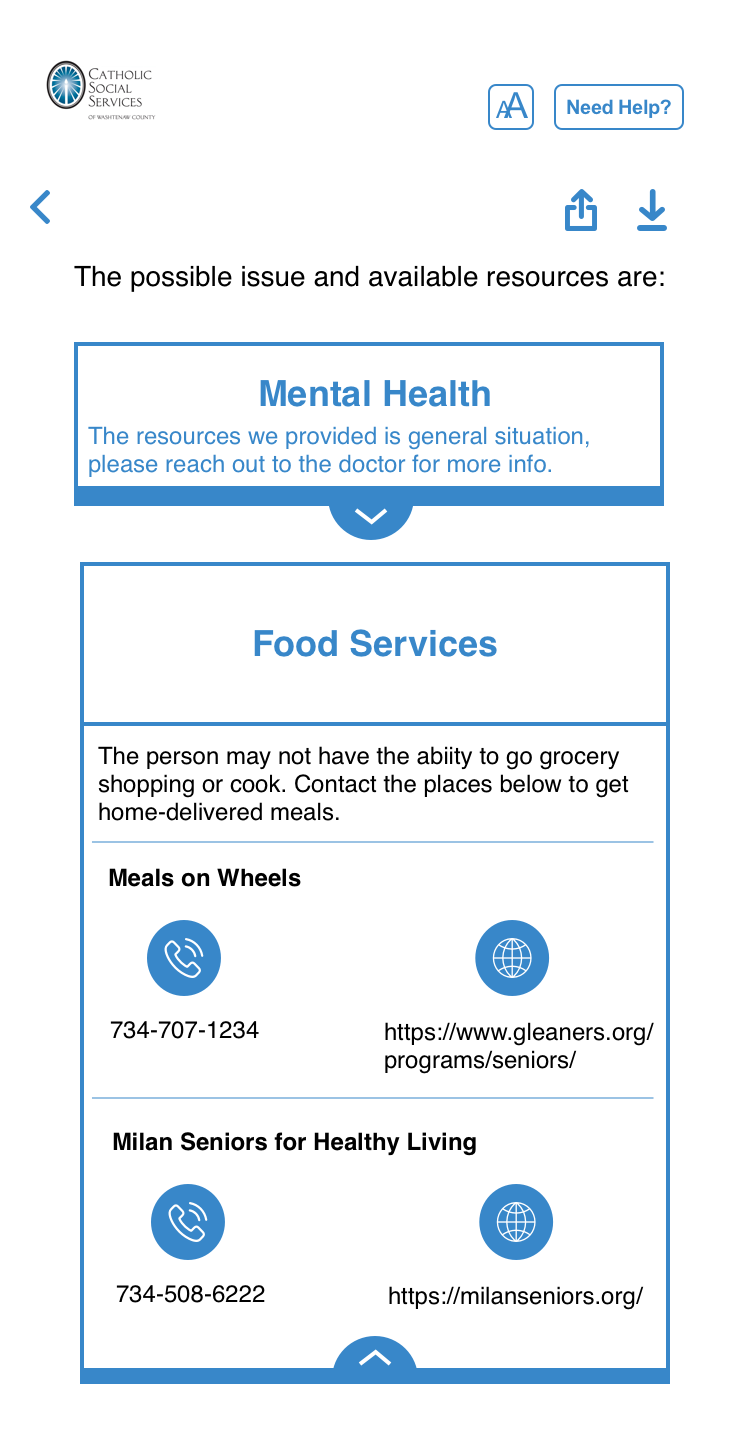 CATHOLIC
SOCIAL
SERVICES
OF WASHTENAW COUNTY
AA
Need Help?
The possible issue and available resources are:
Mental Health
The resources we provided is general situation,
please reach out to the doctor for more info.
Food Services
The person may not have the abiity to go grocery
shopping or cook. Contact the places below to get
home-delivered meals.
Meals on Wheels
734-707-1234
https://www.gleaners.org/
programs/seniors/
Milan Seniors for Healthy Living
734-508-6222
https://milanseniors.org/